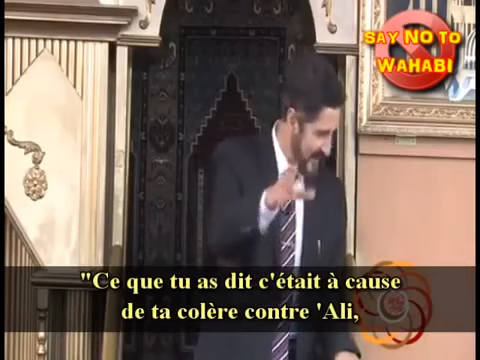 SAY NO TO
WAHABI
"Ce que tu as dit c'était à cause
de ta colère contre 'Ali,